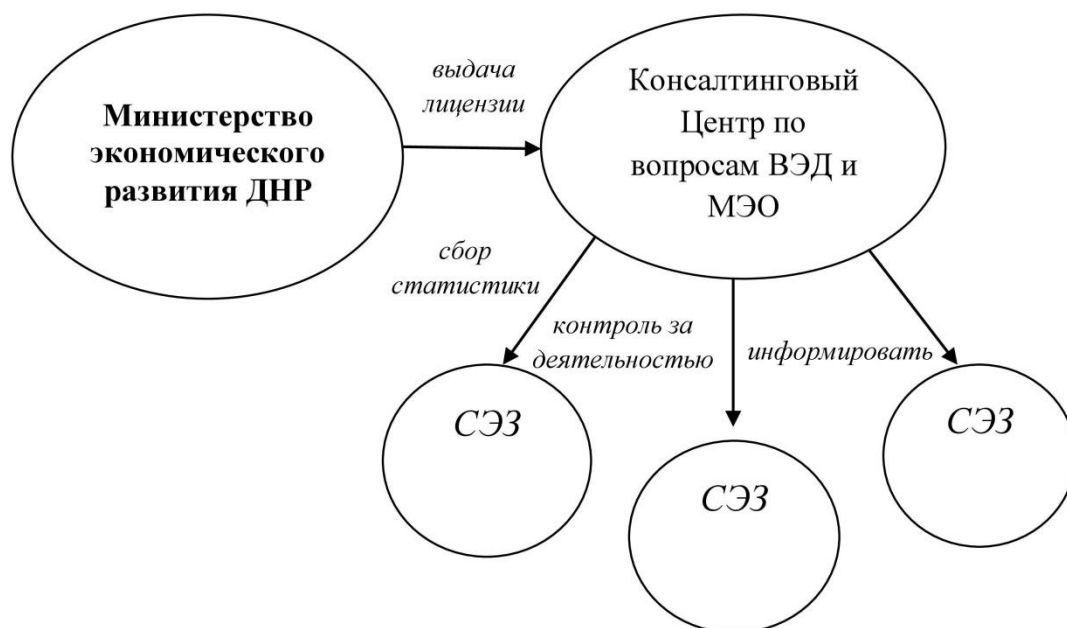 Министерство
экономического
развития ДНР
выдача
лицензии
Консалтинговый
Центр по
вопросам ВЭД и
МЭО
сбор
статистики
контроль за
деятельностью
информировать
СЭЗ
СЭЗ
СЭЗ